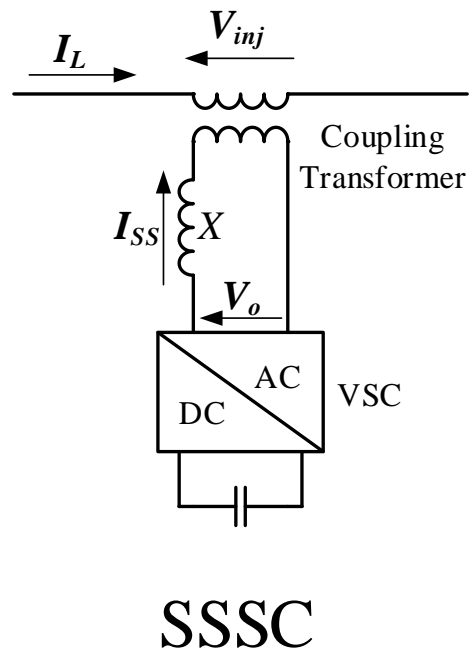 V_inj
I_L
Coupling
Transformer
I_SS
X
V_o
AC
DC
VSC
SSSC